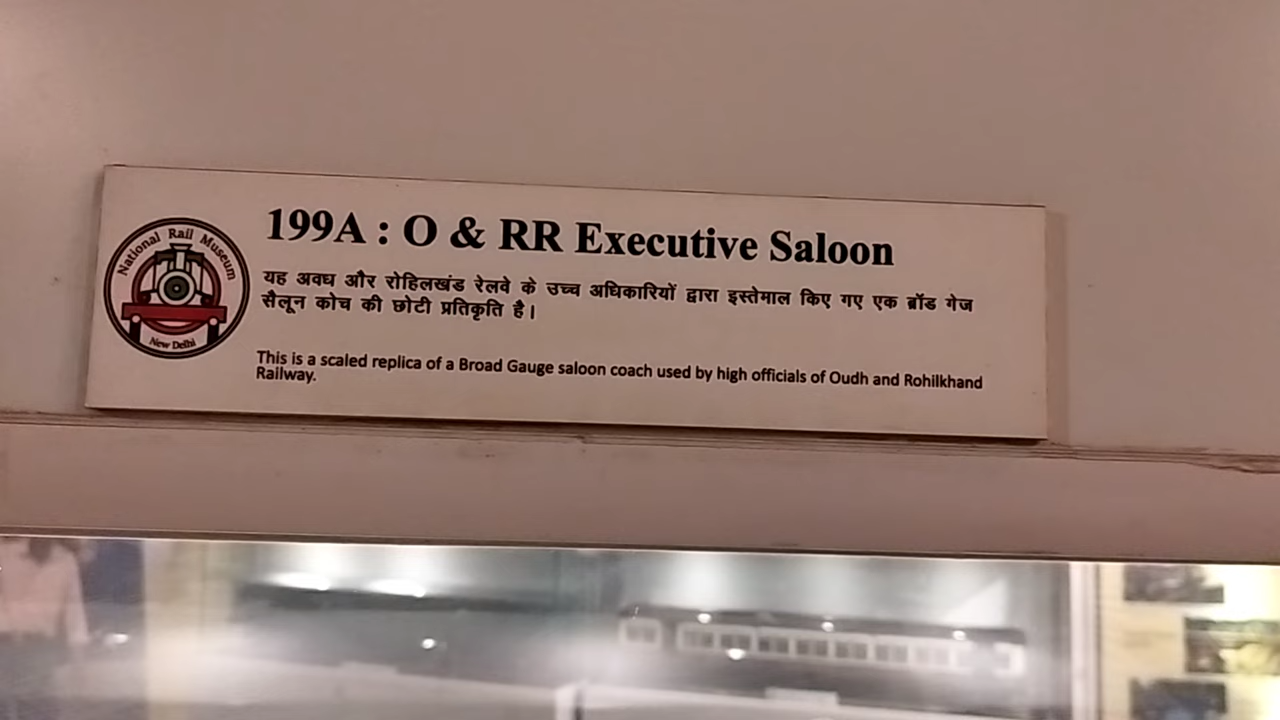 199A : O & RR Executive Saloon
यह अवध और रोहिलखंड रेलवे के उच्च अधिकारियों द्वारा इस्तेमाल किए गए एक ब्रॉड गेज
सैलून कोच की छोटी प्रतिकृति है।
This is a scaled replica of a Broad Gauge saloon coach used by high officials of Oudh and Rohilkhand
Railway.
National Rail Museum
New Delhi